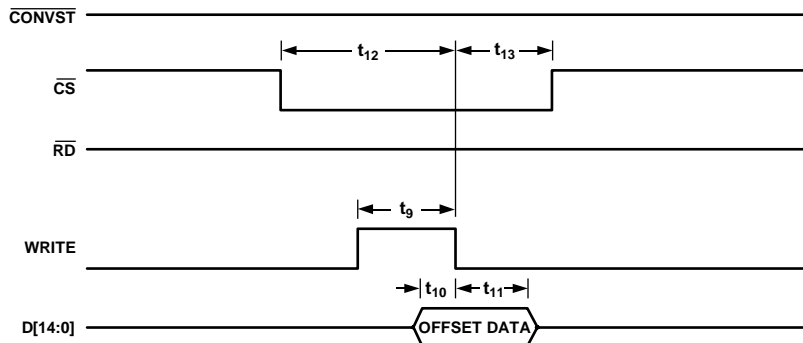 CONVST
t12
t13
CS
RD
t9
WRITE
t10
t11
D[14:0]
OFFSET DATA